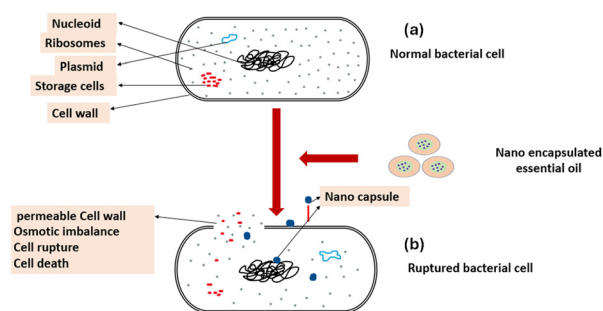 Nucleoid
Ribosomes
Plasmid
Storage cells
Cell wall
(a)
Normal bacterial cell
Nano encapsulated
essential oil
Nano capsule
permeable Cell wall
Osmotic imbalance
Cell rupture
Cell death
(b)
Ruptured bacterial cell